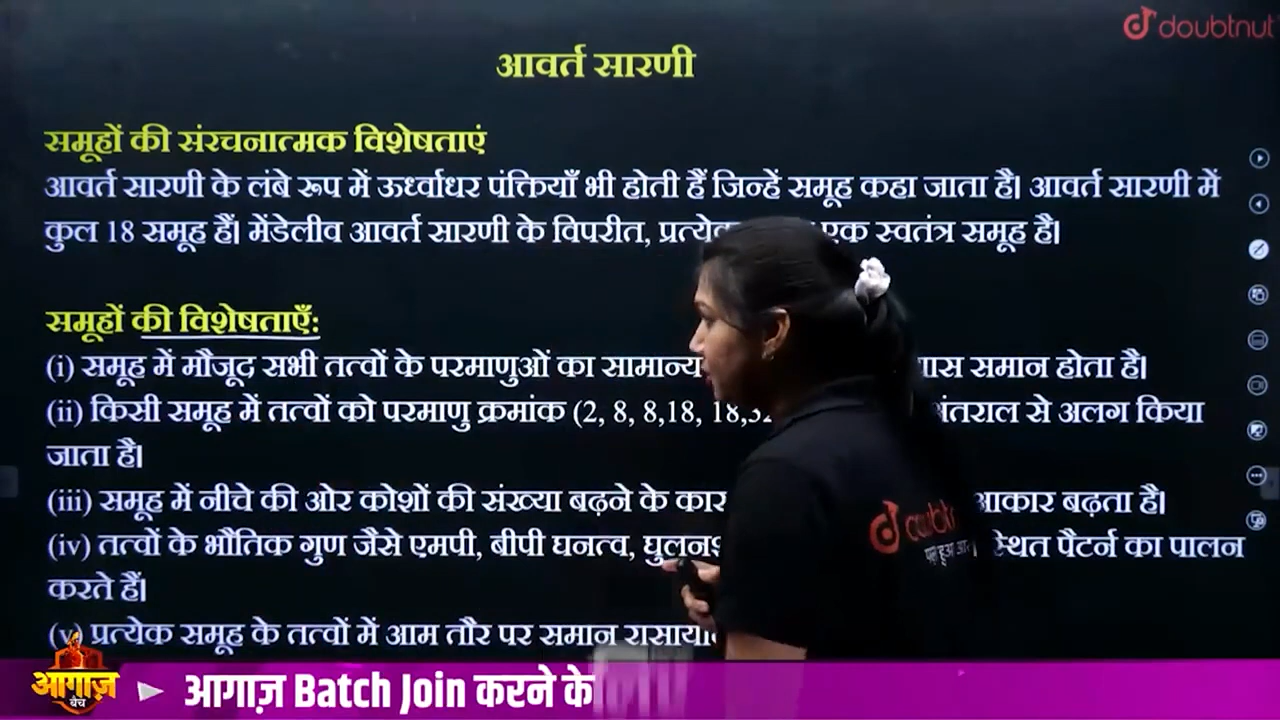 doubtnut
आवर्त सारणी
समूहों की संरचनात्मक विशेषताएं
आवर्त सारणी के लंबे रूप में ऊर्ध्वाधर पंक्तियाँ भी होती हैं जिन्हें समूह कहा जाता है। आवर्त सारणी में
कुल 18 समूह हैं। मेंडेलीव आवर्त सारणी के विपरीत, एक स्वतंत्र समूह है।
समूहों की विशेषताएँ:
(i) समूह में मौजूद सभी तत्वों के परमाणुओं का सामान्य समान होता है।
(ii) किसी समूह में तत्वों को परमाणु क्रमांक (2, 8, 8,18, 18, से अलग किया
जाता है।
(iii) समूह में नीचे की ओर कोशों की संख्या बढ़ने के आकार बढ़ता है।
(iv) तत्वों के भौतिक गुण जैसे एमपी, बीपी घनत्व, पैटर्न का पालन
करते हैं।
(v) प्रत्येक समूह के तत्वों में आम तौर पर समान
आगाज़ बैच
आगाज़ Batch Join करने के